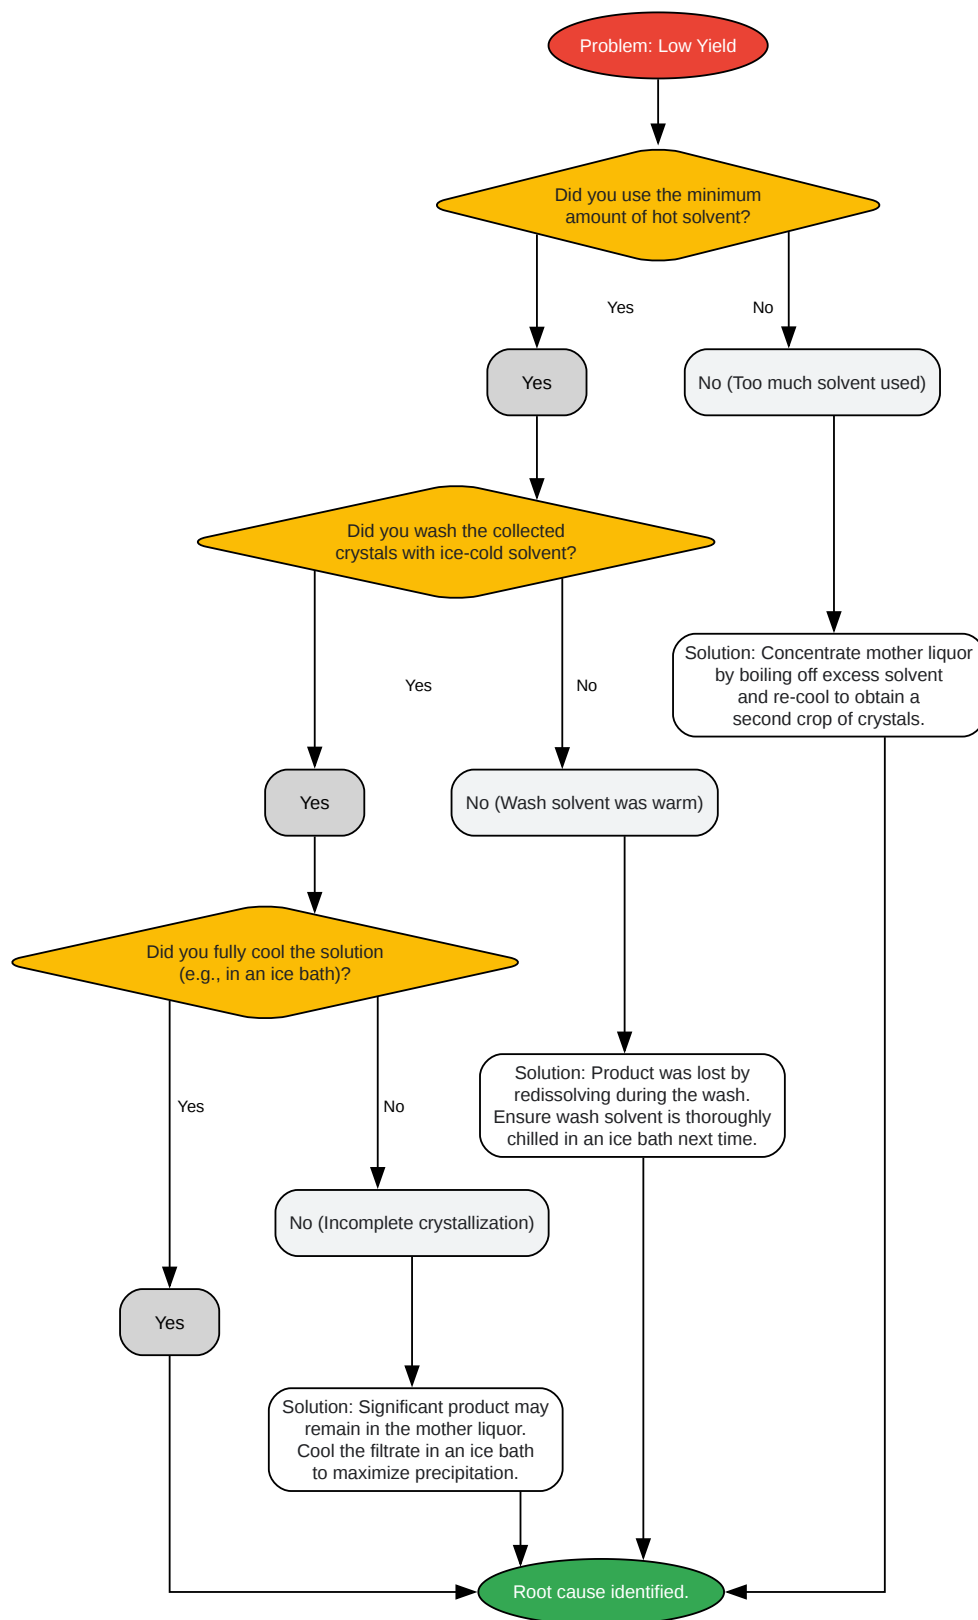 Problem: Low Yield
Did you use the minimum
amount of hot solvent?
Yes
No
Yes
No (Too much solvent used)
Did you wash the collected
crystals with ice-cold solvent?
Solution: Concentrate mother liquor
by boiling off excess solvent
and re-cool to obtain a
second crop of crystals.
Yes
No
Yes
No (Wash solvent was warm)
Did you fully cool the solution
(e.g., in an ice bath)?
Solution: Product was lost by
redissolving during the wash.
Ensure wash solvent is thoroughly
chilled in an ice bath next time.
Yes
No
No (Incomplete crystallization)
Yes
Solution: Significant product may
remain in the mother liquor.
Cool the filtrate in an ice bath
to maximize precipitation.
Root cause identified.